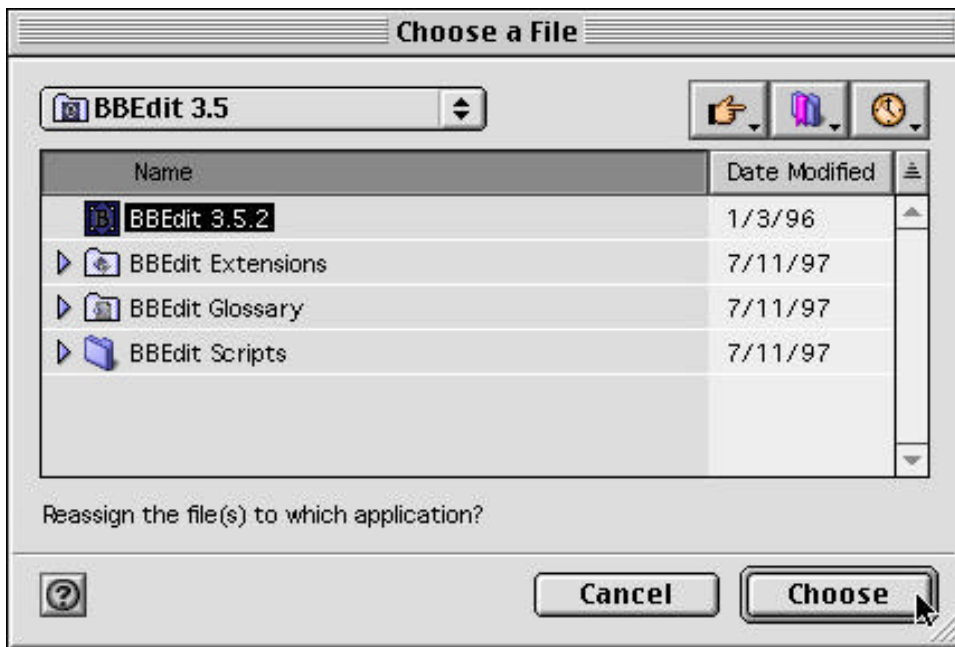 Choose a File
BBEdit 3.5
Name Date Modified
BBEdit 3.5.2 1/3/96
BBEdit Extensions 7/11/97
BBEdit Glossary 7/11/97
BBEdit Scripts 7/11/97
Reassign the file(s) to which application?
? Cancel Choose